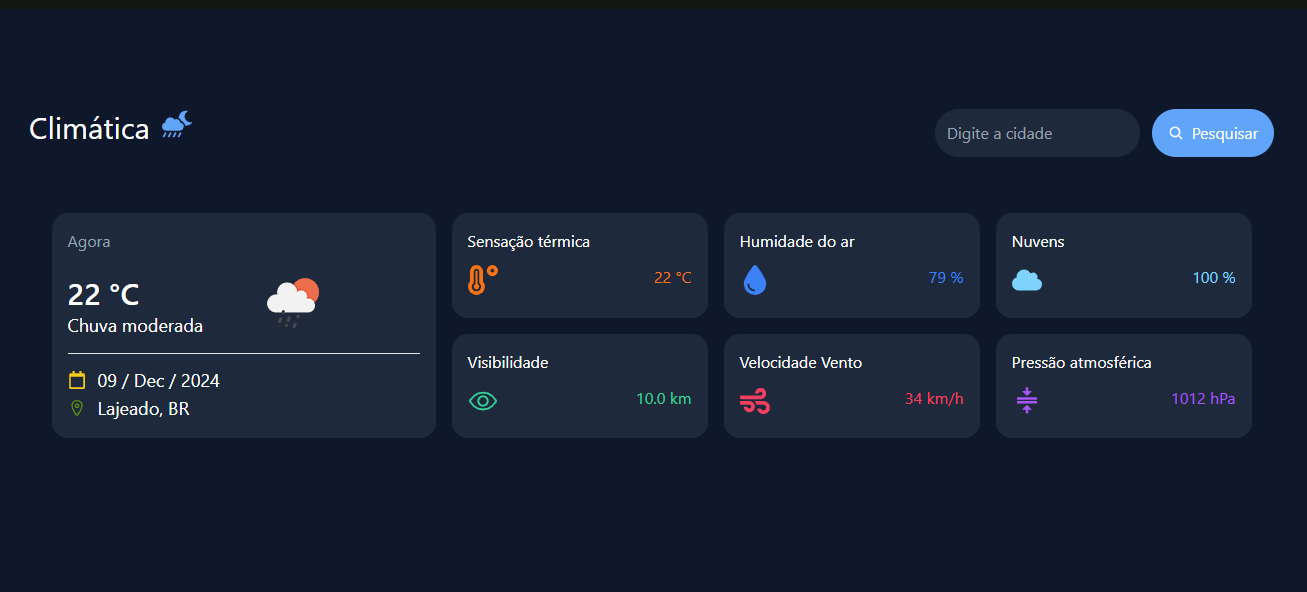 Climática
Digite a cidade
Pesquisar
Agora
22 °C
Chuva moderada
09 / Dec / 2024
Lajeado, BR
Sensação térmica
22 °C
Humidade do ar
79 %
Nuvens
100 %
Visibilidade
10.0 km
Velocidade Vento
34 km/h
Pressão atmosférica
1012 hPa